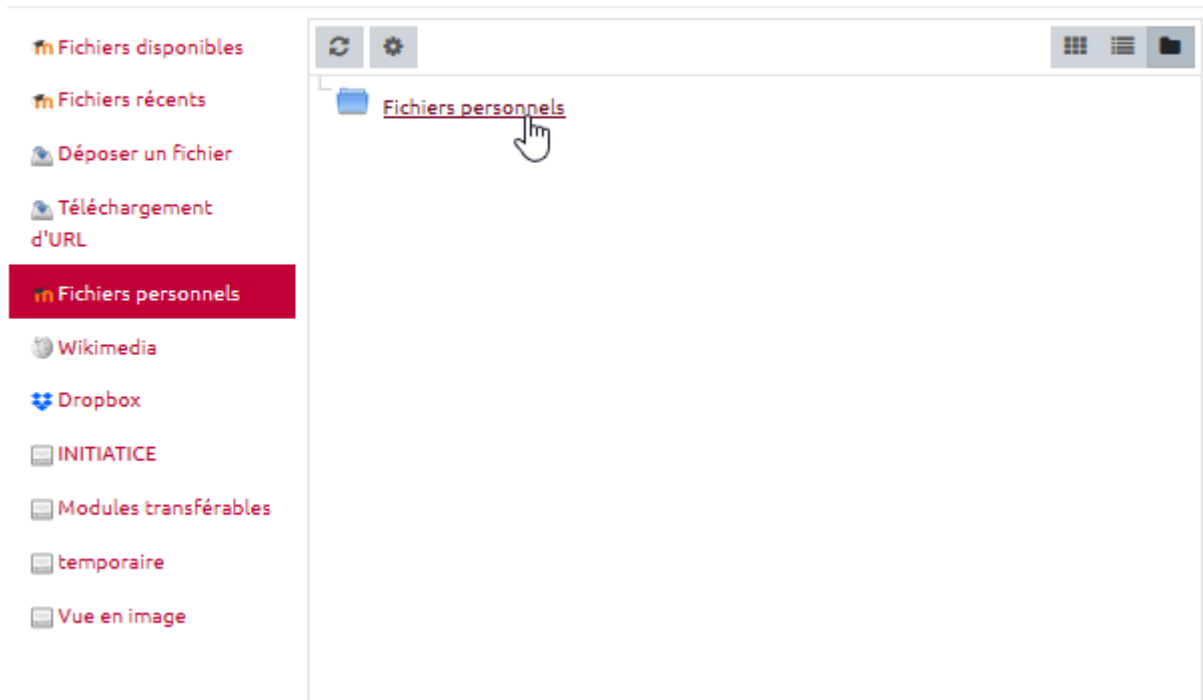 Fichiers disponibles
Fichiers récents
Déposer un fichier
Téléchargement
d'URL
Fichiers personnels
Wikimedia
Dropbox
INITIATICE
Modules transférables
temporaire
Vue en image
Fichiers personnels